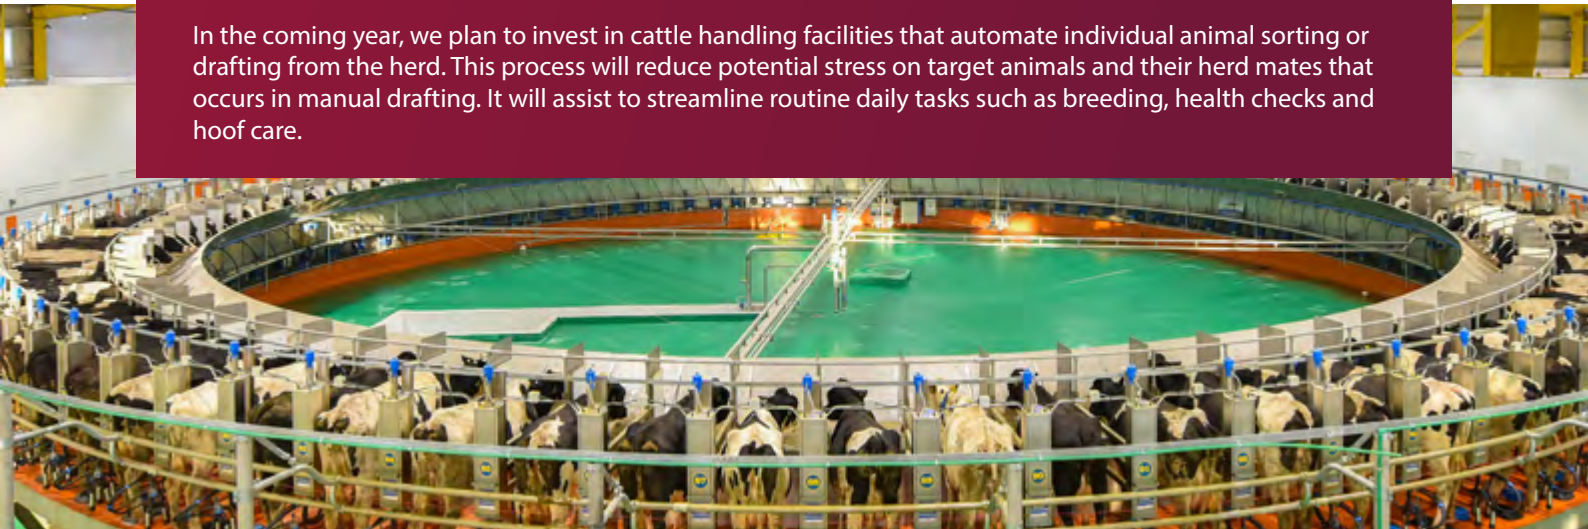 In the coming year, we plan to invest in cattle handling facilities that automate individual animal sorting or
drafting from the herd. This process will reduce potential stress on target animals and their herd mates that
occurs in manual drafting. It will assist to streamline routine daily tasks such as breeding, health checks and
hoof care.